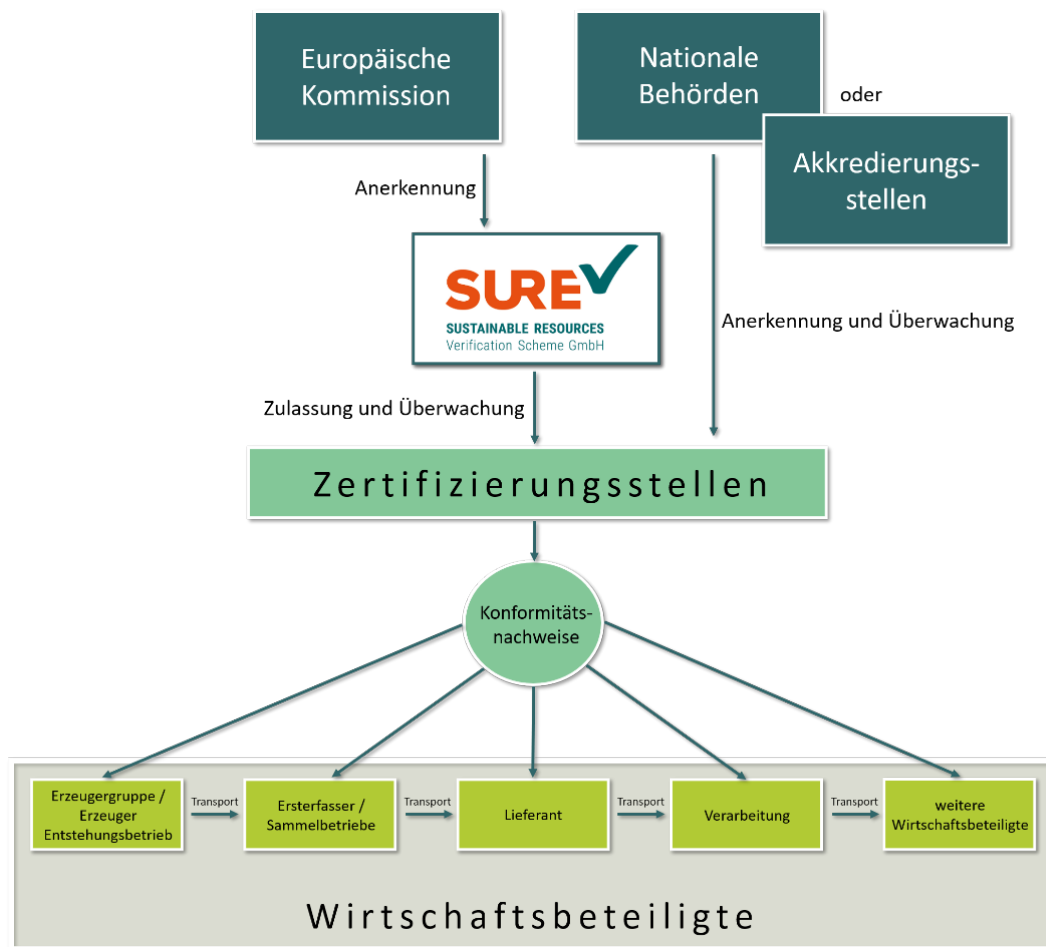 Europäische
Kommission
Nationale
Behörden
oder
Akkredierungs-
stellen
Anerkennung
SURE
SUSTAINABLE RESOURCES
Verification Scheme GmbH
Anerkennung und Überwachung
Zulassung und Überwachung
Zertifizierungsstellen
Konformitäts-
nachweise
Erzeugergruppe /
Erzeuger
Entstehungsbetrieb
Transport
Ersterfasser /
Sammelbetriebe
Transport
Lieferant
Transport
Verarbeitung
Transport
weitere
Wirtschaftsbeteiligte
Wirtschaftsbeteiligte